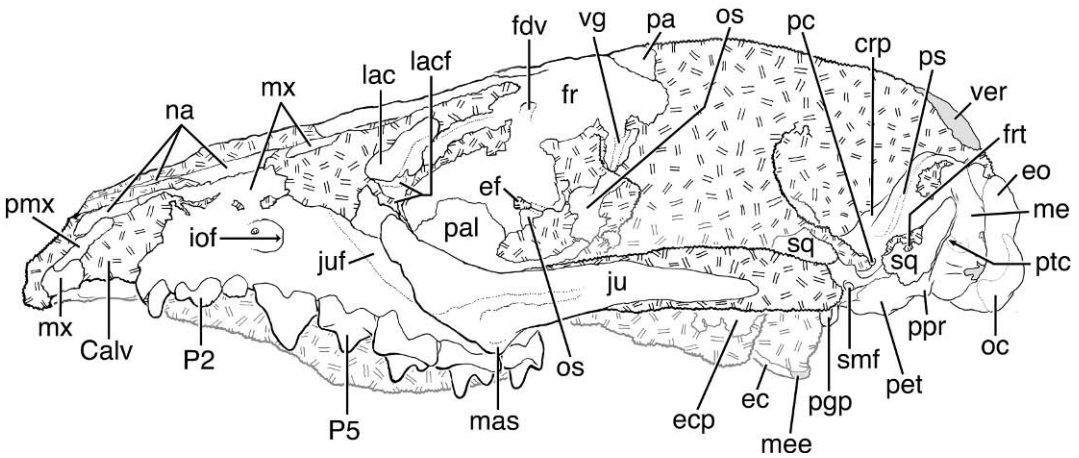 fdv vg pa os pc crp ps
lac lacf fr ver
na mx frt
eo
pmx ef me
iof pal sq sq ptc
juf ju
mx Calv P2 P5 mas os ecp ec mee pgp smf pet ppr oc